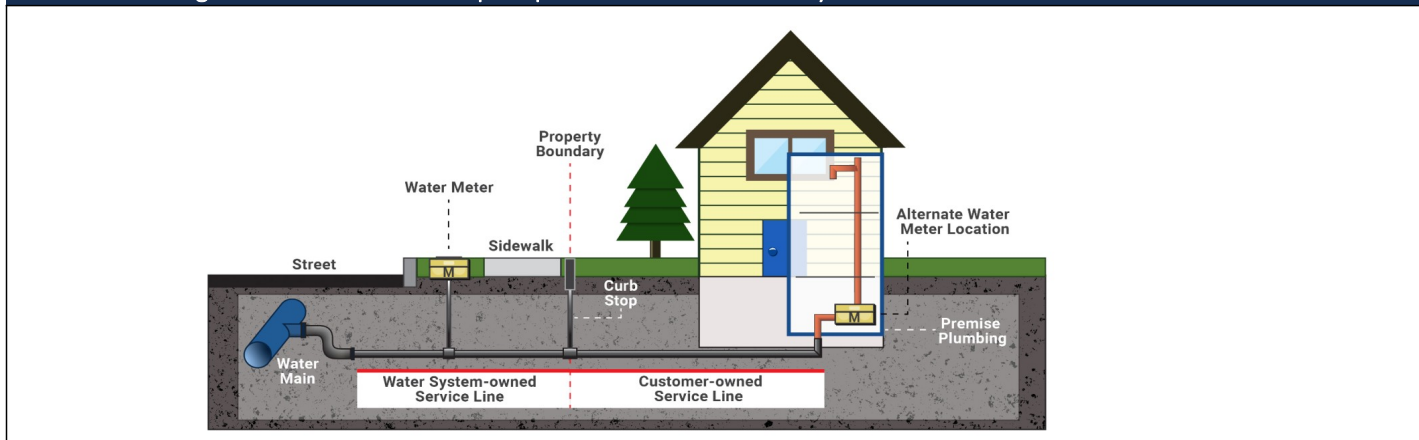 Property
Boundary
Water Meter
Alternate Water
Meter Location
Sidewalk
Street
M
Curb
Stop
M
Premise
Plumbing
Water
Main
Water System-owned
Service Line
Customer-owned
Service Line